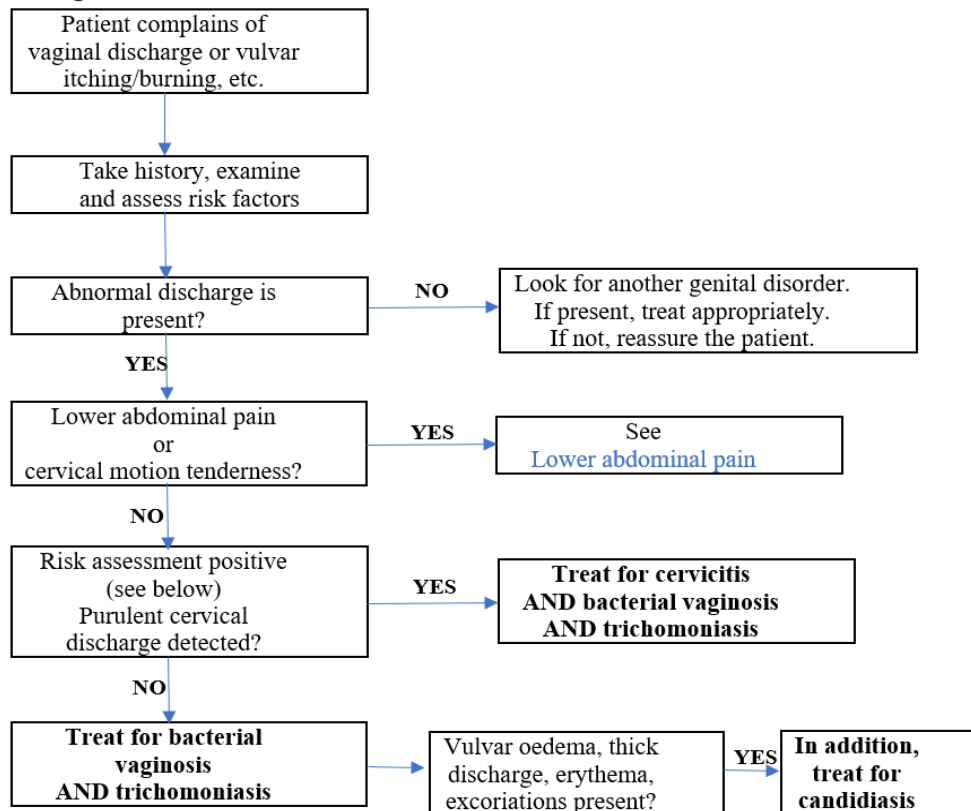 Patient complains of
vaginal discharge or vulvar
itching/burning, etc.
Take history, examine
and assess risk factors
Abnormal discharge is
present?
NO
Look for another genital disorder.
If present, treat appropriately.
If not, reassure the patient.
YES
Lower abdominal pain
or
cervical motion tenderness?
YES
See
Lower abdominal pain
NO
Risk assessment positive
(see below)
Purulent cervical
discharge detected?
YES
Treat for cervicitis
AND bacterial vaginosis
AND trichomoniasis
NO
Treat for bacterial
vaginosis
AND trichomoniasis
Vulvar oedema, thick
discharge, erythema,
excoriations present?
YES
In addition,
treat for
candidiasis